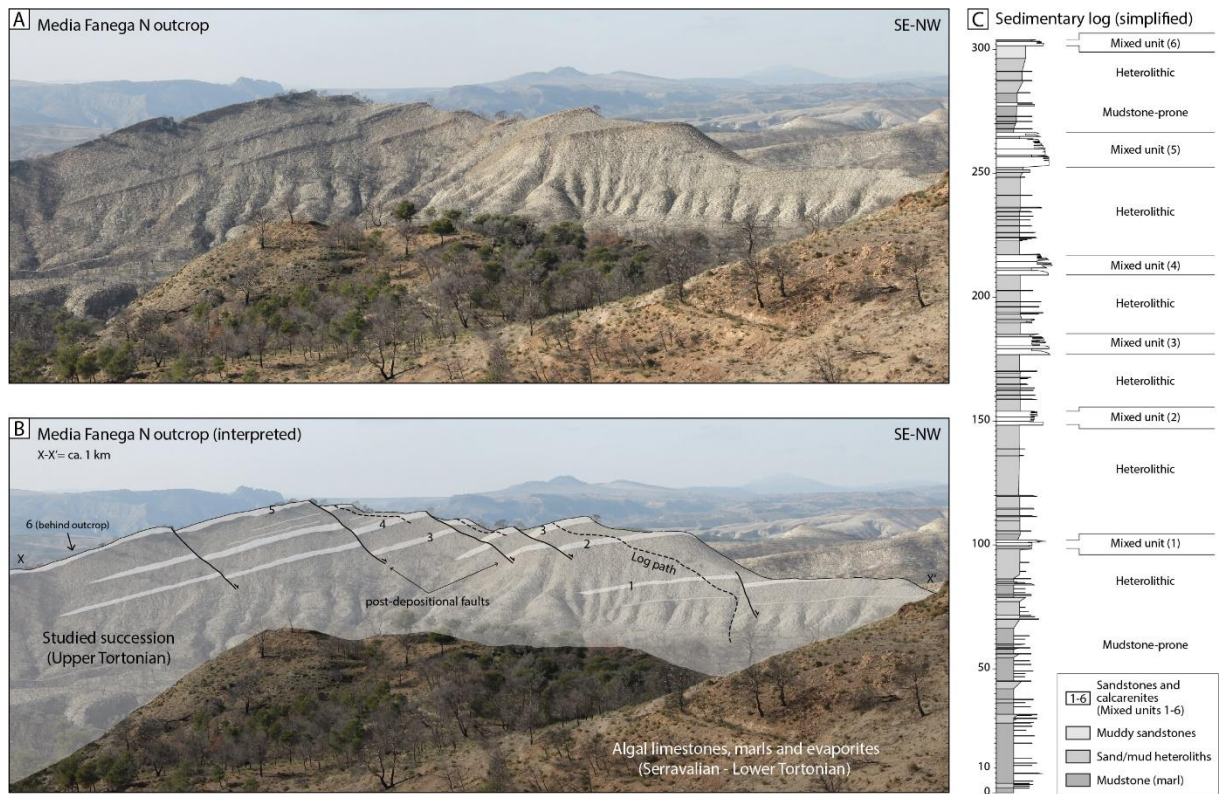 A Media Fanega N outcrop
SE-NW
B Media Fanega N outcrop (interpreted)
X-X'= ca. 1 km
SE-NW
6 (behind outcrop)
X
5
4
3
3
2
Log path
1
X'
post-depositional faults
Studied succession
(Upper Tortonian)
Algal limestones, marls and evaporites
(Serravalian - Lower Tortonian)
C Sedimentary log (simplified)
300
Mixed unit (6)
Heterolithic
Mudstone-prone
Mixed unit (5)
250
Heterolithic
Mixed unit (4)
200
Heterolithic
Mixed unit (3)
Heterolithic
150
Mixed unit (2)
Heterolithic
100
Mixed unit (1)
Heterolithic
Mudstone-prone
50
10
0
1-6
Sandstones and
calcarenites
(Mixed units 1-6)
Muddy sandstones
Sand/mud heteroliths
Mudstone (marl)